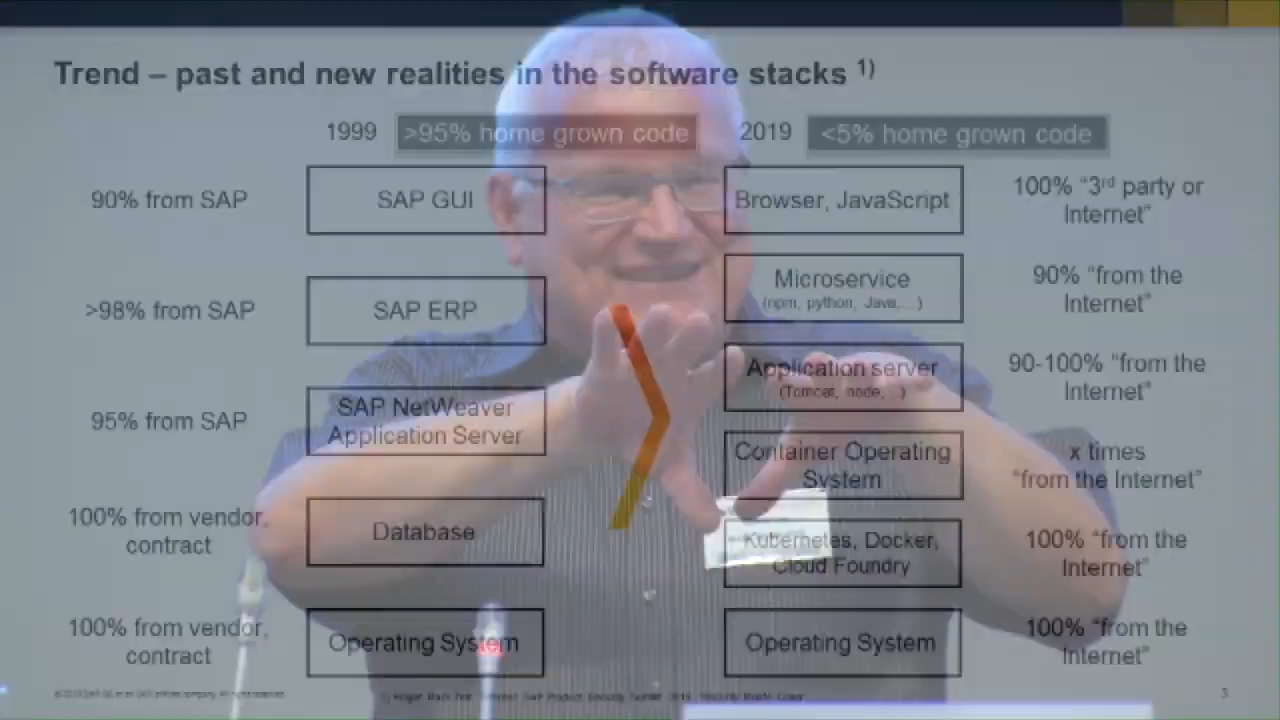 Trend – past and new realities in the software stacks ¹⁾
1999 >95% home grown code
2019 <5% home grown code
90% from SAP
SAP GUI
>98% from SAP
SAP ERP
95% from SAP
SAP NetWeaver
Application Server
100% from vendor,
contract
Database
100% from vendor,
contract
Operating System
Browser, JavaScript
100% “3rd party or
Internet”
Microservice
(npm, python, Java,...)
90% “from the
Internet”
Application server
(Tomcat, node,..)
90-100% “from the
Internet”
Container Operating
System
x times
“from the Internet”
Kubernetes, Docker,
Cloud Foundry
100% “from the
Internet”
Operating System
100% “from the
Internet”
3